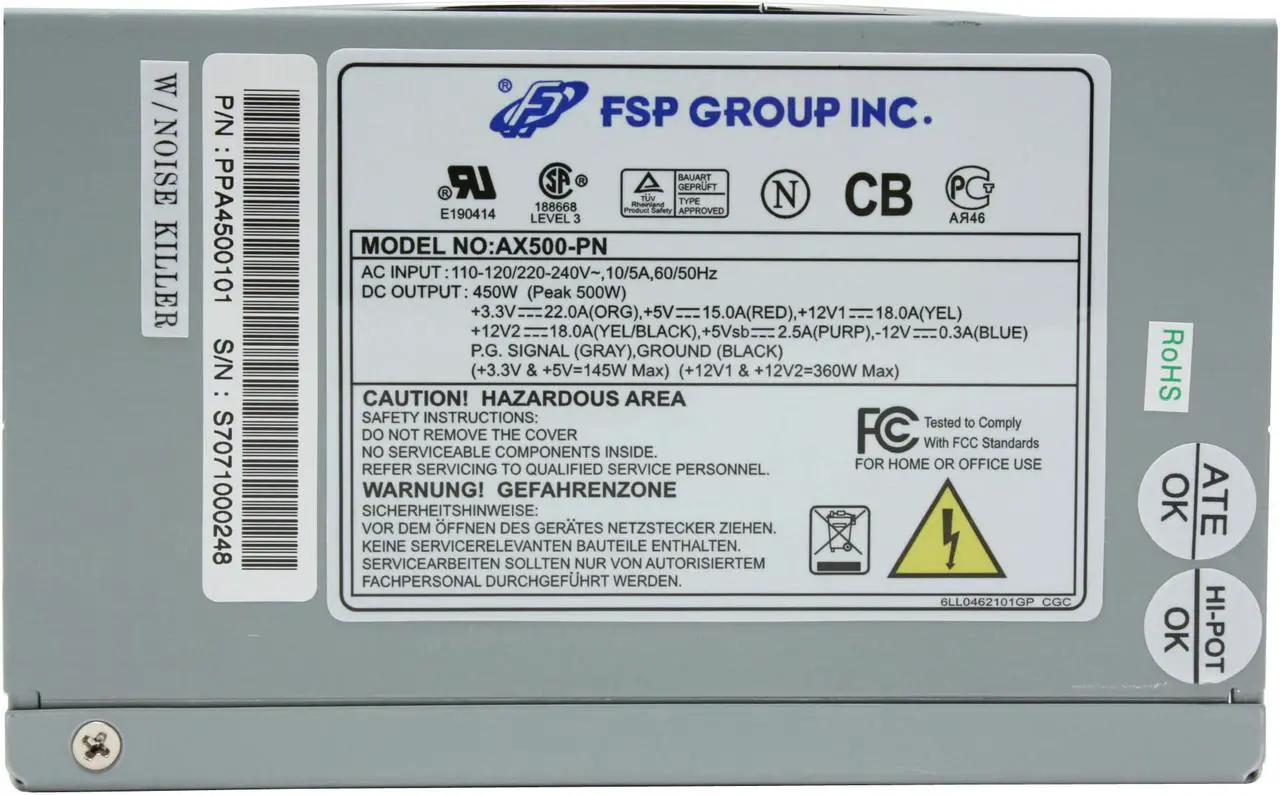 W/NOISE KILLER
P/N : PPA4500101 S/N : S7071000248
® FSP GROUP INC.
® RU
E190414
SA ®
188668
LEVEL 3
TÜV
Rheinland
Product Safety
BAUART
GEPRÜFT
TYPE
APPROVED
N
CB
РСТ
АЯ46
MODEL NO:AX500-PN
AC INPUT : 110-120/220-240V~,10/5A,60/50Hz
DC OUTPUT : 450W (Peak 500W)
+3.3V⎓22.0A(ORG),+5V⎓15.0A(RED),+12V1⎓18.0A(YEL)
+12V2⎓18.0A(YEL/BLACK),+5Vsb⎓2.5A(PURP),-12V⎓0.3A(BLUE)
P.G. SIGNAL (GRAY),GROUND (BLACK)
(+3.3V & +5V=145W Max) (+12V1 & +12V2=360W Max)
CAUTION! HAZARDOUS AREA
SAFETY INSTRUCTIONS:
DO NOT REMOVE THE COVER
NO SERVICEABLE COMPONENTS INSIDE.
REFER SERVICING TO QUALIFIED SERVICE PERSONNEL.
WARNUNG! GEFAHRENZONE
SICHERHEITSHINWEISE:
VOR DEM ÖFFNEN DES GERÄTES NETZSTECKER ZIEHEN.
KEINE SERVICERELEVANTEN BAUTEILE ENTHALTEN.
SERVICEARBEITEN SOLLTEN NUR VON AUTORISIERTEM
FACHPERSONAL DURCHGEFÜHRT WERDEN.
FCC Tested to Comply
With FCC Standards
FOR HOME OR OFFICE USE
6LL0462101GP CGC
RoHS
ATE
OK
HI-POT
OK